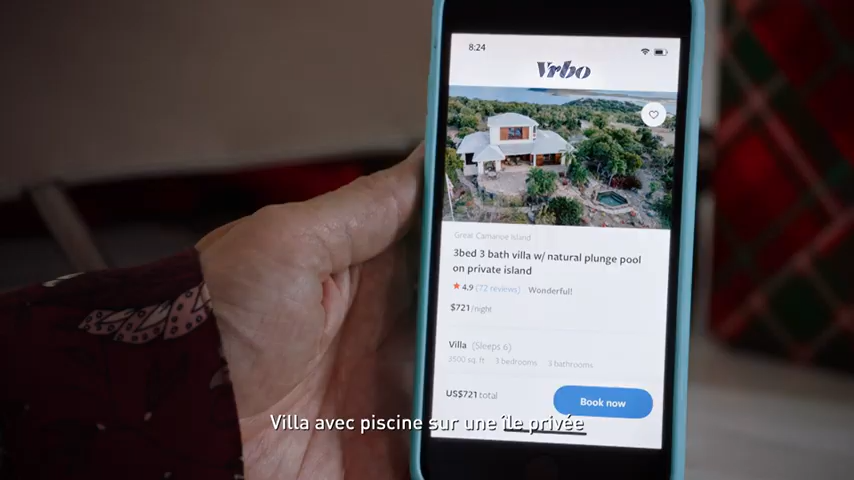 8:24
Vrbo
Great Camanoe Island
3bed 3 bath villa w/ natural plunge pool
on private island
4.9 (72 reviews) · Wonderful!
$721/night
Villa (Sleeps 6)
2500 sq. ft 3 bedrooms 3 bathrooms
US$721 total
Book now
Villa avec piscine sur une île privée